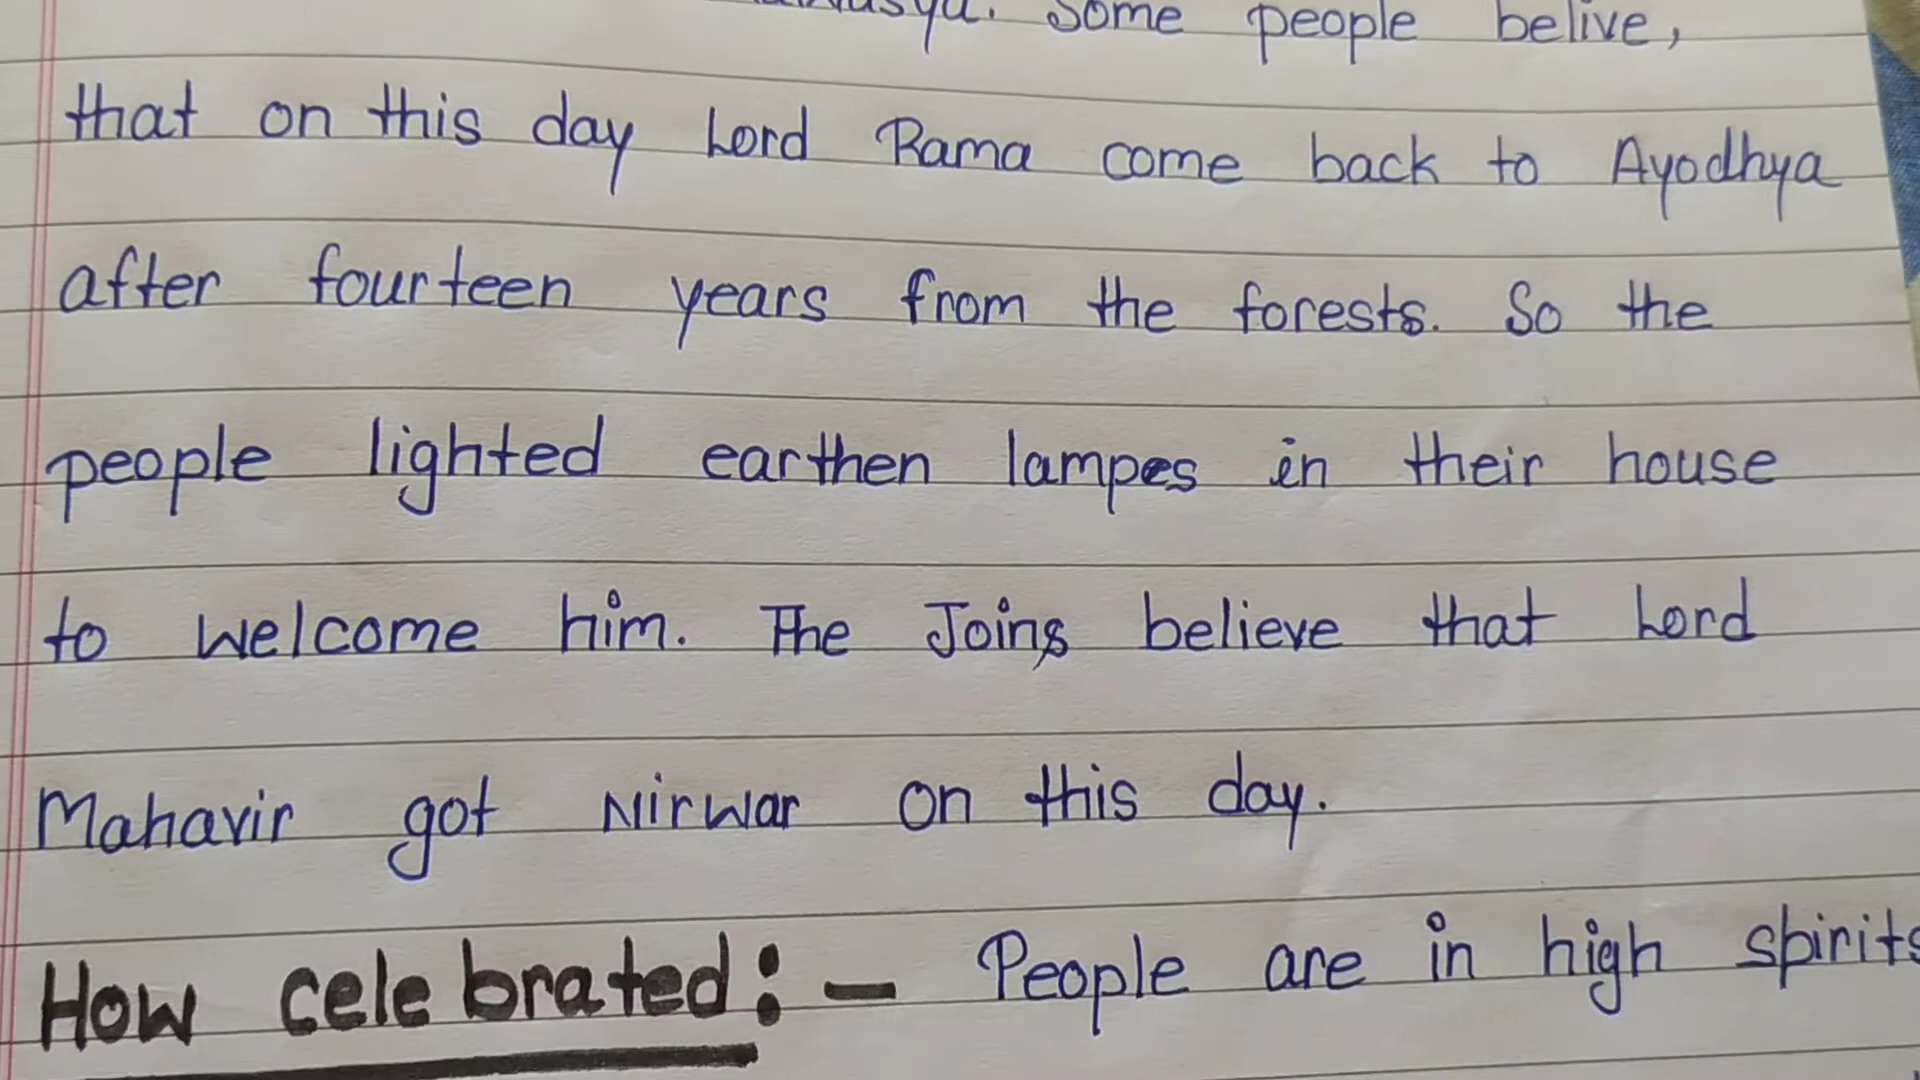 Some people belive,
that on this day Lord Rama come back to Ayodhya
after fourteen years from the forests. So the
people lighted earthen lampes in their house
to welcome him. The Joins believe that Lord
Mahavir got Nirwar on this day.
How celebrated:- People are in high spirits